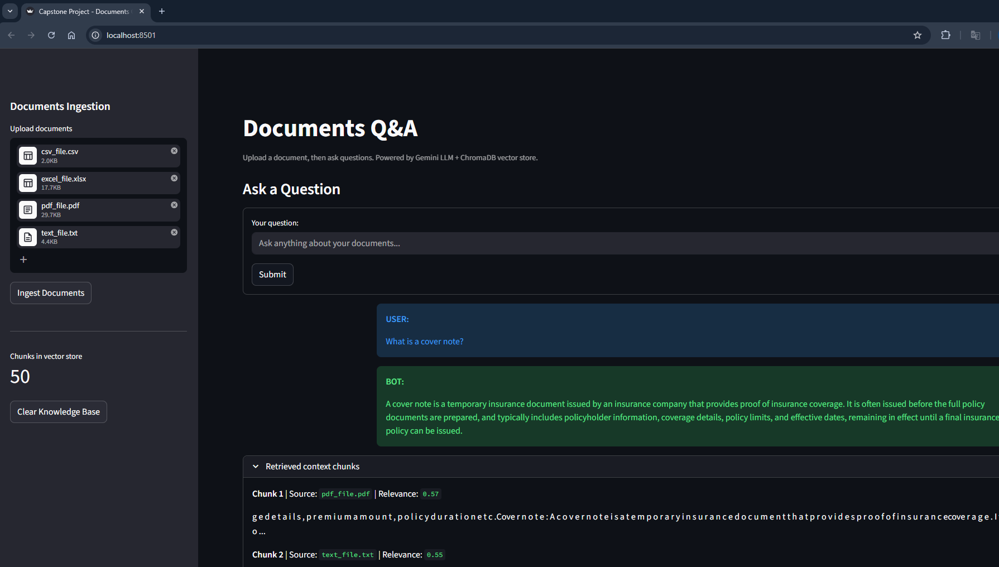 Capstone Project - Documents
localhost:8501
Documents Ingestion
Upload documents
csv_file.csv
2.0KB
excel_file.xlsx
17.7KB
pdf_file.pdf
29.7KB
text_file.txt
4.4KB
Ingest Documents
Chunks in vector store
50
Clear Knowledge Base
Documents Q&A
Upload a document, then ask questions. Powered by Gemini LLM + ChromaDB vector store.
Ask a Question
Your question:
Ask anything about your documents...
Submit
USER:
What is a cover note?
BOT:
A cover note is a temporary insurance document issued by an insurance company that provides proof of insurance coverage. It is often issued before the full policy
documents are prepared, and typically includes policyholder information, coverage details, policy limits, and effective dates, remaining in effect until a final insurance
policy can be issued.
Retrieved context chunks
Chunk 1 | Source: pdf_file.pdf | Relevance: 0.57
g e d e t a i l s , p r e m i u m a m o u n t , p o l i c y d u r a t i o n e t c .Cove r n o t e : A c o v e r n o t e i s a t e m p o r a r y i n s u r a n c e d o c u m e n t t h a t p r o v i d e s p r o o f o f i n s u r a n c ecove r a g e . I
o ...
Chunk 2 | Source: text_file.txt | Relevance: 0.55